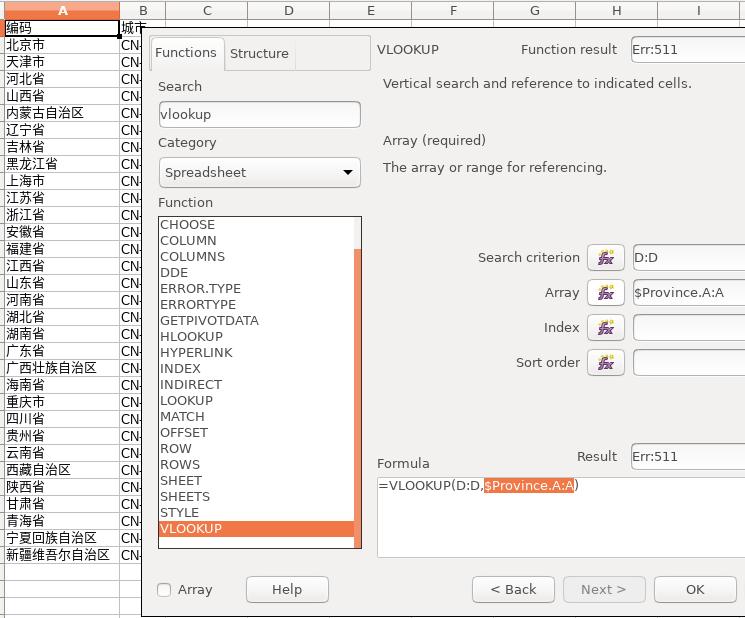 A B C D E F G H I
编码 城市
北京市 CN-
天津市 CN-
河北省 CN-
山西省 CN-
内蒙古自治区 CN-
辽宁省 CN-
吉林省 CN-
黑龙江省 CN-
上海市 CN-
江苏省 CN-
浙江省 CN-
安徽省 CN-
福建省 CN-
江西省 CN-
山东省 CN-
河南省 CN-
湖北省 CN-
湖南省 CN-
广东省 CN-
广西壮族自治区 CN-
海南省 CN-
重庆市 CN-
四川省 CN-
贵州省 CN-
云南省 CN-
西藏自治区 CN-
陕西省 CN-
甘肃省 CN-
青海省 CN-
宁夏回族自治区 CN-
新疆维吾尔自治区 CN-
Functions Structure
Search
vlookup
Category
Spreadsheet
Function
CHOOSE
COLUMN
COLUMNS
DDE
ERROR.TYPE
ERRORTYPE
GETPIVOTDATA
HLOOKUP
HYPERLINK
INDEX
INDIRECT
LOOKUP
MATCH
OFFSET
ROW
ROWS
SHEET
SHEETS
STYLE
VLOOKUP
VLOOKUP Function result Err:511
Vertical search and reference to indicated cells.
Array (required)
The array or range for referencing.
Search criterion fx D:D
Array fx $Province.A:A
Index fx
Sort order fx
Formula Result Err:511
=VLOOKUP(D:D,$Province.A:A)
Array Help < Back Next > OK